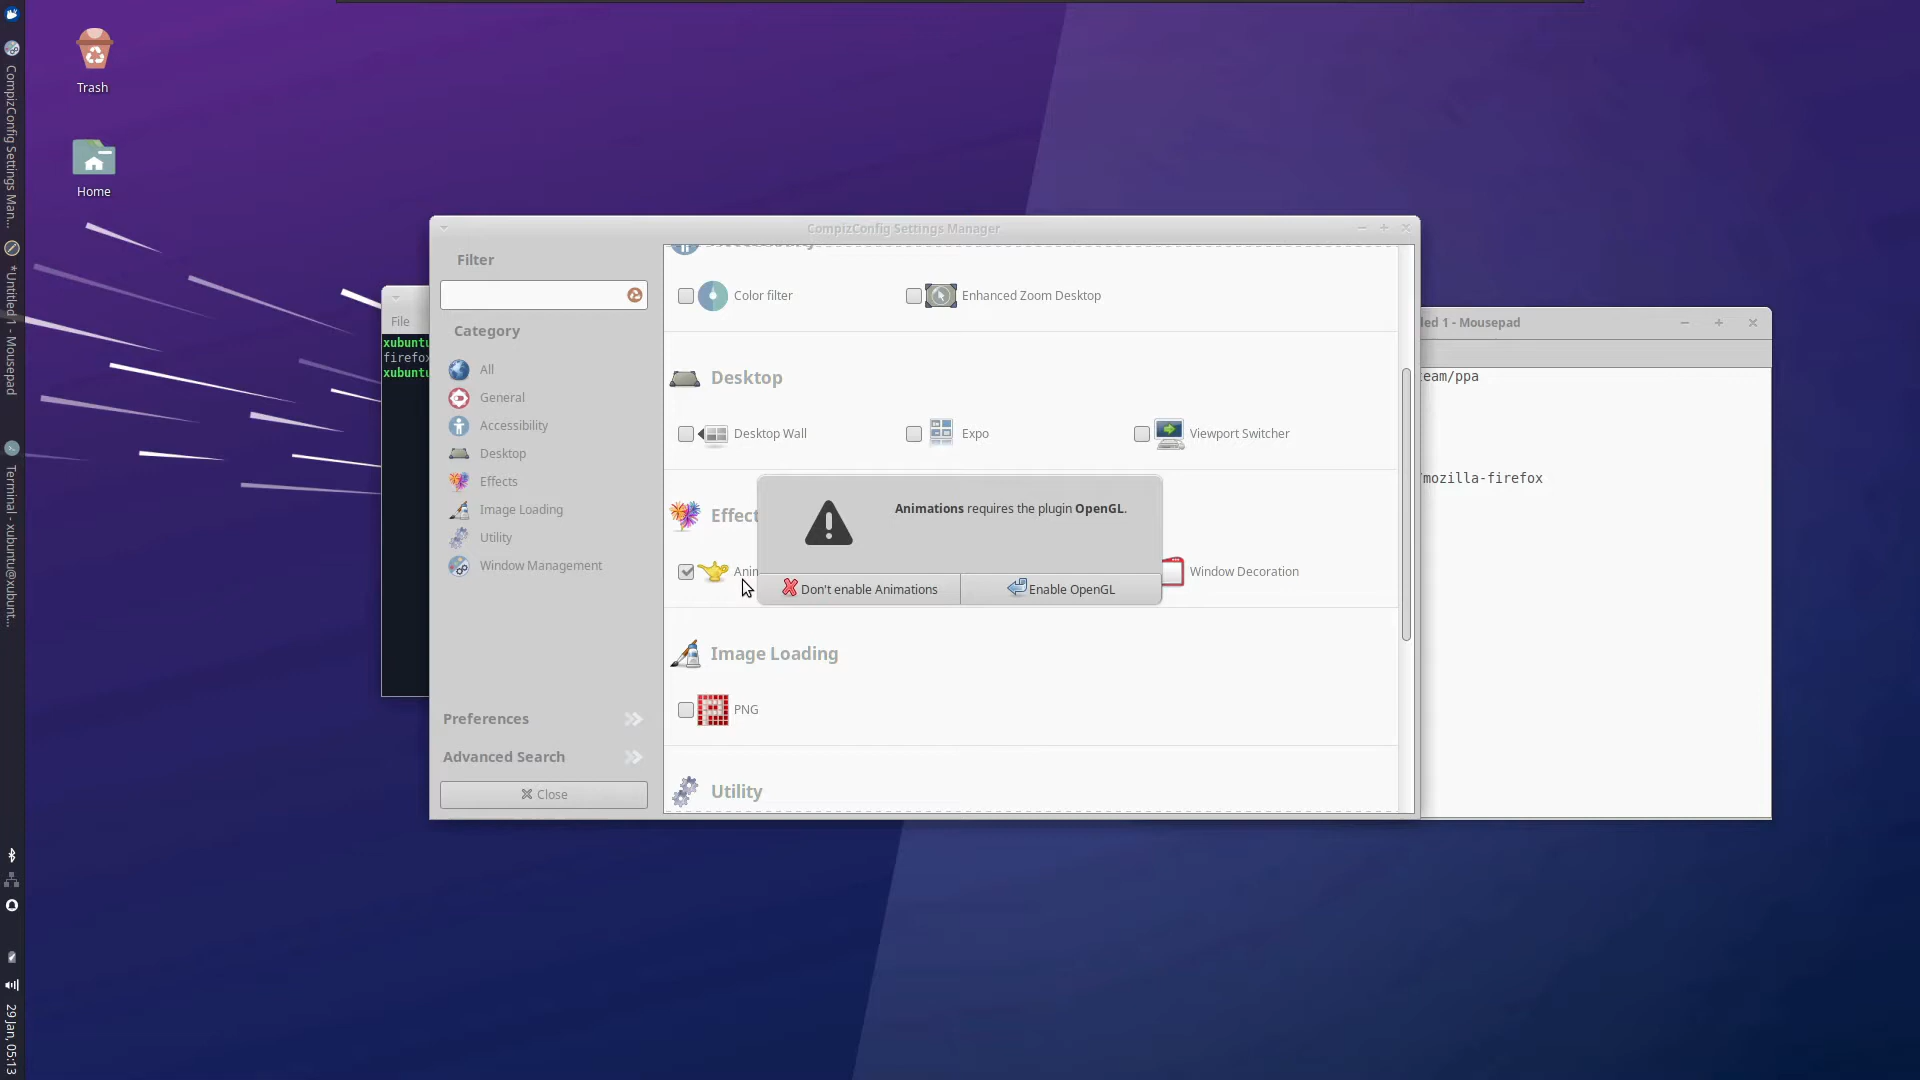 Trash
Home
CompizConfig Settings Man...
*Untitled 1 - Mousepad
Terminal - xubuntu@xubunt...
29 Jan, 05:13
File
xubuntu
firefox
xubuntu
CompizConfig Settings Manager
Filter
Category
All
General
Accessibility
Desktop
Effects
Image Loading
Utility
Window Management
Preferences
Advanced Search
Close
Color filter
Enhanced Zoom Desktop
Desktop
Desktop Wall
Expo
Viewport Switcher
Effect
Anim
Window Decoration
Animations requires the plugin OpenGL.
Don't enable Animations
Enable OpenGL
Image Loading
PNG
Utility
led 1 - Mousepad
eam/ppa
/mozilla-firefox